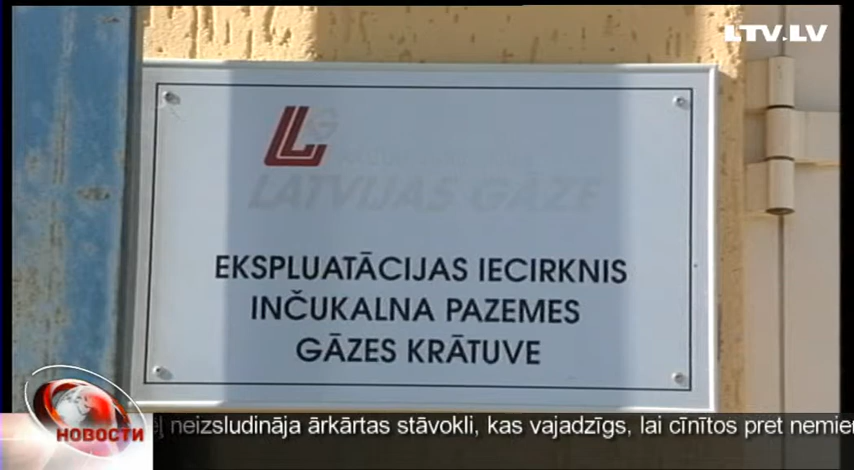 LTV.LV
LG
LATVIJAS GĀZE
EKSPLUATĀCIJAS IECIRKNIS
INČUKALNA PAZEMES
GĀZES KRĀTUVE
НОВОСТИ
neizsludināja ārkārtas stāvokli, kas vajadzīgs, lai cīnītos pret